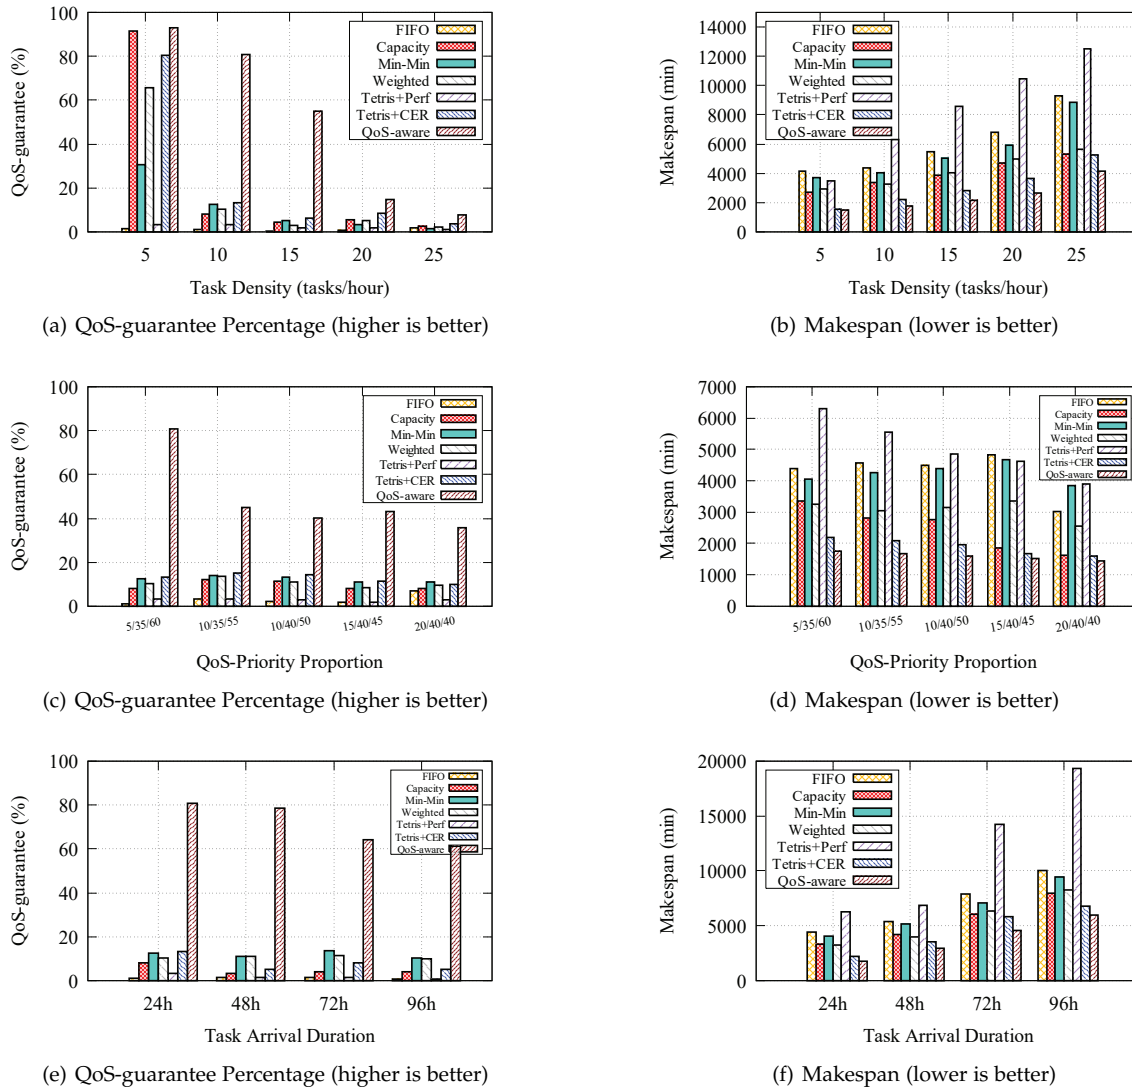 100
80
60
40
20
0
QoS-guarantee (%)
FIFO
Capacity
Min-Min
Weighted
Tetris+Perf
Tetris+CER
QoS-aware
5 10 15 20 25
Task Density (tasks/hour)
(a) QoS-guarantee Percentage (higher is better)
14000
12000
10000
8000
6000
4000
2000
0
Makespan (min)
FIFO
Capacity
Min-Min
Weighted
Tetris+Perf
Tetris+CER
QoS-aware
5 10 15 20 25
Task Density (tasks/hour)
(b) Makespan (lower is better)
100
80
60
40
20
0
QoS-guarantee (%)
FIFO
Capacity
Min-Min
Weighted
Tetris+Perf
Tetris+CER
QoS-aware
5/35/60 10/35/55 10/40/50 15/40/45 20/40/40
QoS-Priority Proportion
(c) QoS-guarantee Percentage (higher is better)
7000
6000
5000
4000
3000
2000
1000
0
Makespan (min)
FIFO
Capacity
Min-Min
Weighted
Tetris+Perf
Tetris+CER
QoS-aware
5/35/60 10/35/55 10/40/50 15/40/45 20/40/40
QoS-Priority Proportion
(d) Makespan (lower is better)
100
80
60
40
20
0
QoS-guarantee (%)
FIFO
Capacity
Min-Min
Weighted
Tetris+Perf
Tetris+CER
QoS-aware
24h 48h 72h 96h
Task Arrival Duration
(e) QoS-guarantee Percentage (higher is better)
20000
15000
10000
5000
0
Makespan (min)
FIFO
Capacity
Min-Min
Weighted
Tetris+Perf
Tetris+CER
QoS-aware
24h 48h 72h 96h
Task Arrival Duration
(f) Makespan (lower is better)